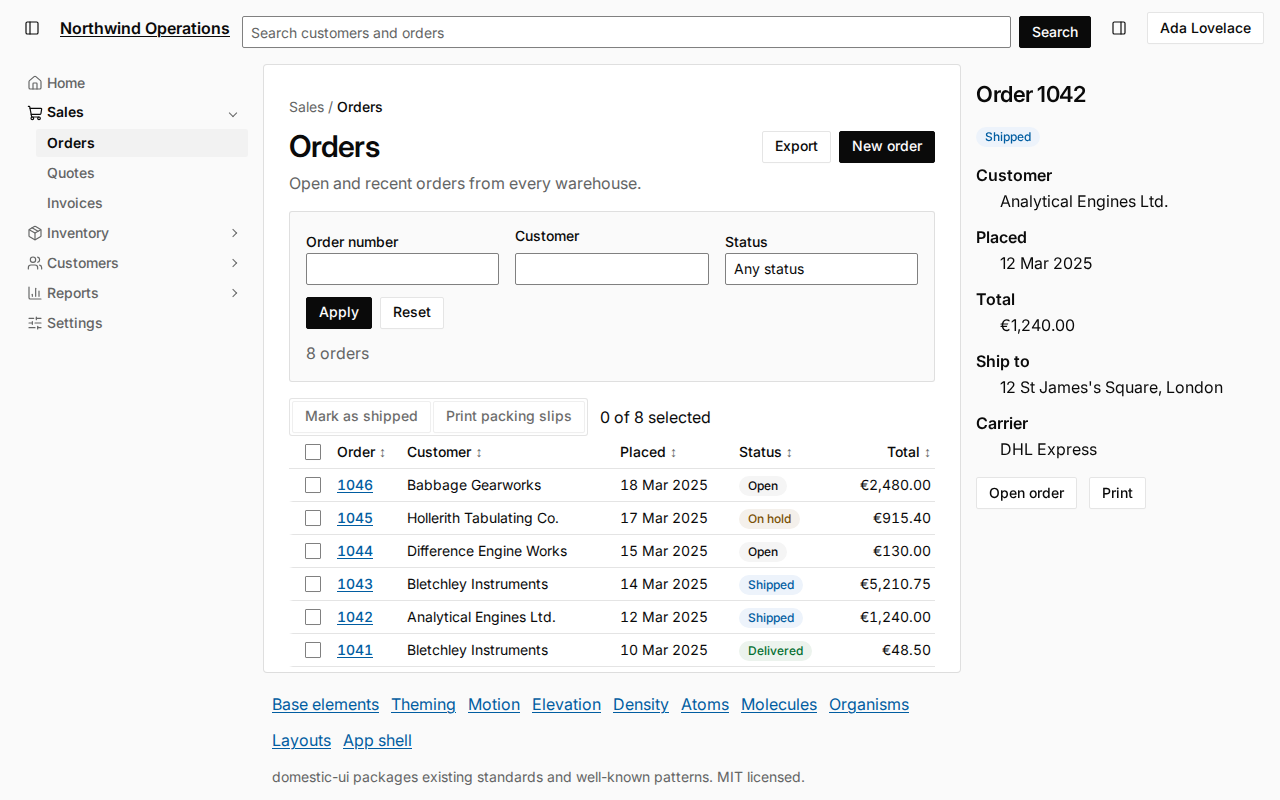 Northwind Operations
Search customers and orders
Search
Ada Lovelace
Home
Sales
Orders
Quotes
Invoices
Inventory
Customers
Reports
Settings
Sales / Orders
Orders
Export
New order
Open and recent orders from every warehouse.
Order number
Customer
Status
Any status
Apply
Reset
8 orders
Mark as shipped
Print packing slips
0 of 8 selected
Order ↕ Customer ↕ Placed ↕ Status ↕ Total ↕
1046 Babbage Gearworks 18 Mar 2025 Open €2,480.00
1045 Hollerith Tabulating Co. 17 Mar 2025 On hold €915.40
1044 Difference Engine Works 15 Mar 2025 Open €130.00
1043 Bletchley Instruments 14 Mar 2025 Shipped €5,210.75
1042 Analytical Engines Ltd. 12 Mar 2025 Shipped €1,240.00
1041 Bletchley Instruments 10 Mar 2025 Delivered €48.50
Order 1042
Shipped
Customer
Analytical Engines Ltd.
Placed
12 Mar 2025
Total
€1,240.00
Ship to
12 St James's Square, London
Carrier
DHL Express
Open order
Print
Base elements Theming Motion Elevation Density Atoms Molecules Organisms
Layouts App shell
domestic-ui packages existing standards and well-known patterns. MIT licensed.